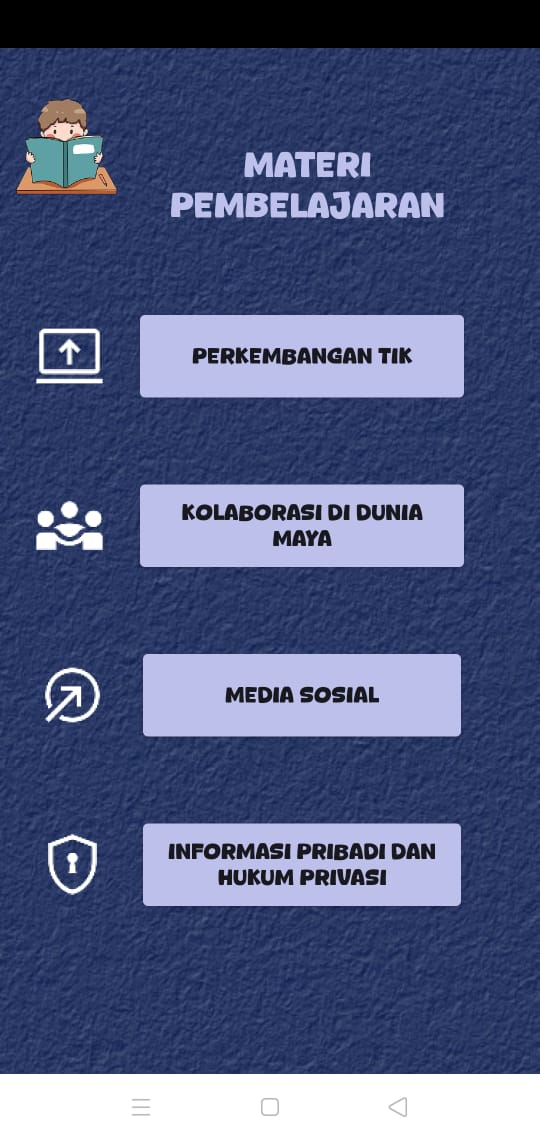 MATERI
PEMBELAJARAN
PERKEMBANGAN TIK
KOLABORASI DI DUNIA
MAYA
MEDIA SOSIAL
INFORMASI PRIBADI DAN
HUKUM PRIVASI